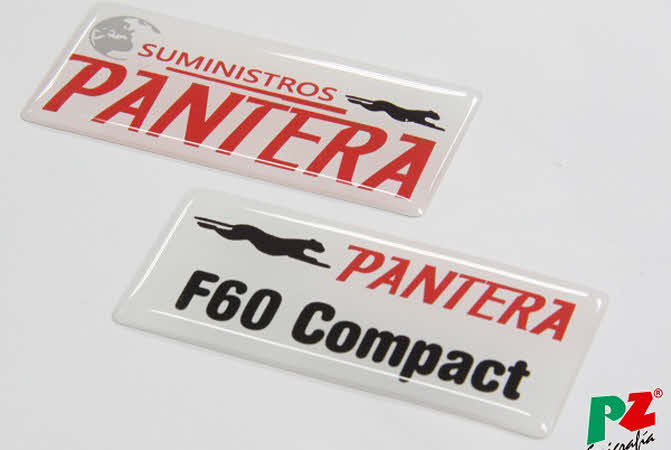 SUMINISTROS
PANTERA
PANTERA
F60 Compact
PZ®